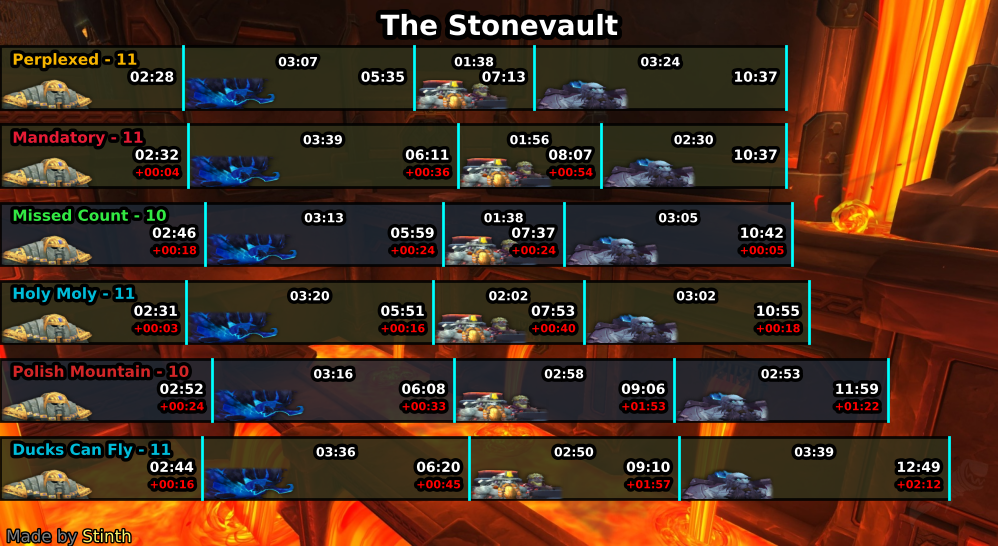 The Stonevault
Perplexed - 11
03:07 01:38 03:24
02:28 05:35 07:13 10:37
Mandatory - 11
03:39 01:56 02:30
02:32 06:11 08:07 10:37
+00:04 +00:36 +00:54
Missed Count - 10
03:13 01:38 03:05
02:46 05:59 07:37 10:42
+00:18 +00:24 +00:24 +00:05
Holy Moly - 11
03:20 02:02 03:02
02:31 05:51 07:53 10:55
+00:03 +00:16 +00:40 +00:18
Polish Mountain - 10
03:16 02:58 02:53
02:52 06:08 09:06 11:59
+00:24 +00:33 +01:53 +01:22
Ducks Can Fly - 11
03:36 02:50 03:39
02:44 06:20 09:10 12:49
+00:16 +00:45 +01:57 +02:12
Made by Stinth